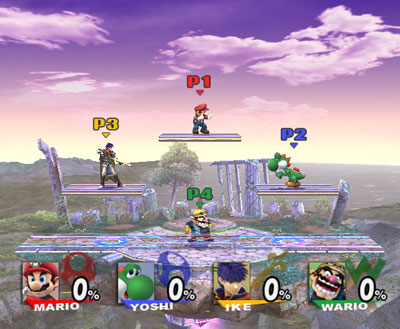 P1
P3
P2
P4
0% 0% 0% 0%
MARIO YOSHI IKE WARIO